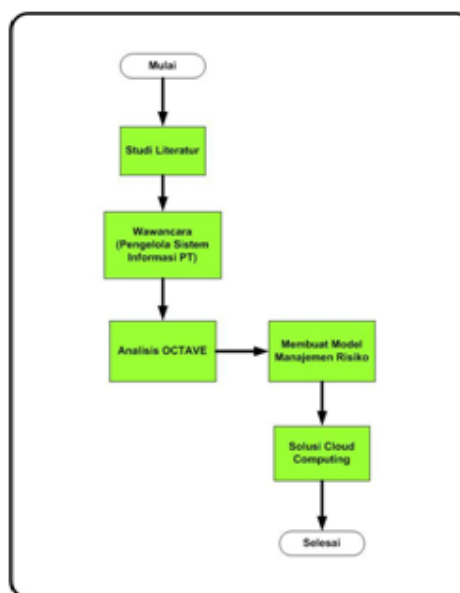 Mulai
Studi Literatur
Wawancara
(Pengelola Sistem
Informasi PT)
Analisis OCTAVE
Membuat Model
Manajemen Risiko
Solusi Cloud
Computing
Selesai